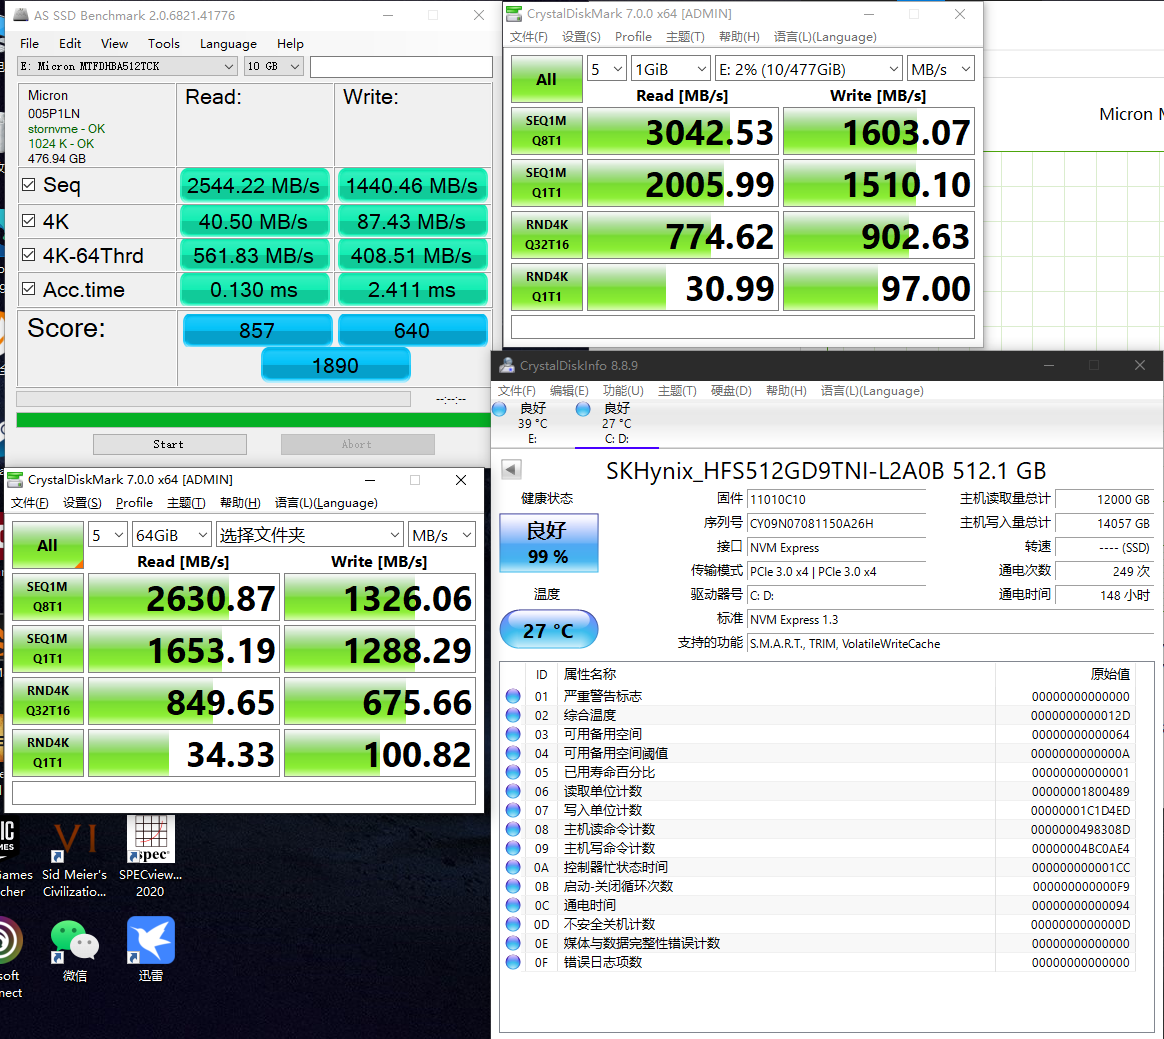 AS SSD Benchmark 2.0.6821.41776
File Edit View Tools Language Help
E: Micron MTFDHBA512TCK
10 GB
Micron
005P1LN
stornvme - OK
1024 K - OK
476.94 GB
Read:
Write:
Seq
2544.22 MB/s
1440.46 MB/s
4K
40.50 MB/s
87.43 MB/s
4K-64Thrd
561.83 MB/s
408.51 MB/s
Acc.time
0.130 ms
2.411 ms
Score:
857
640
1890
--:--:--
Start
Abort
CrystalDiskMark 7.0.0 x64 [ADMIN]
文件(F) 设置(S) Profile 主题(T) 帮助(H) 语言(L)(Language)
All
5
1GiB
E: 2% (10/477GiB)
MB/s
Read [MB/s]
Write [MB/s]
SEQ1M
Q8T1
3042.53
1603.07
SEQ1M
Q1T1
2005.99
1510.10
RND4K
Q32T16
774.62
902.63
RND4K
Q1T1
30.99
97.00
Micron
CrystalDiskMark 7.0.0 x64 [ADMIN]
文件(F) 设置(S) Profile 主题(T) 帮助(H) 语言(L)(Language)
All
5
64GiB
选择文件夹
MB/s
Read [MB/s]
Write [MB/s]
SEQ1M
Q8T1
2630.87
1326.06
SEQ1M
Q1T1
1653.19
1288.29
RND4K
Q32T16
849.65
675.66
RND4K
Q1T1
34.33
100.82
CrystalDiskInfo 8.8.9
文件(F) 编辑(E) 功能(U) 主题(T) 硬盘(D) 帮助(H) 语言(L)(Language)
良好
39 °C
E:
良好
27 °C
C: D:
SKHynix_HFS512GD9TNI-L2A0B 512.1 GB
健康状态
良好
99 %
温度
27 °C
固件 11010C10
主机读取量总计 12000 GB
序列号 CY09N07081150A26H
主机写入量总计 14057 GB
接口 NVM Express
转速 ---- (SSD)
传输模式 PCIe 3.0 x4 | PCIe 3.0 x4
通电次数 249 次
驱动器号 C: D:
通电时间 148 小时
标准 NVM Express 1.3
支持的功能 S.M.A.R.T., TRIM, VolatileWriteCache
ID 属性名称 原始值
01 严重警告标志 00000000000000
02 综合温度 0000000000012D
03 可用备用空间 00000000000064
04 可用备用空间阈值 0000000000000A
05 已用寿命百分比 00000000000001
06 读取单位计数 00000001800489
07 写入单位计数 00000001C1D4ED
08 主机读命令计数 0000000498308D
09 主机写命令计数 00000004BC0AE4
0A 控制器忙状态时间 000000000001CC
0B 启动-关闭循环次数 000000000000F9
0C 通电时间 00000000000094
0D 不安全关机计数 0000000000000D
0E 媒体与数据完整性错误计数 00000000000000
0F 错误日志项数 00000000000000
VI
spec
Sid Meier's
Civilizatio...
SPECview...
2020
微信
迅雷